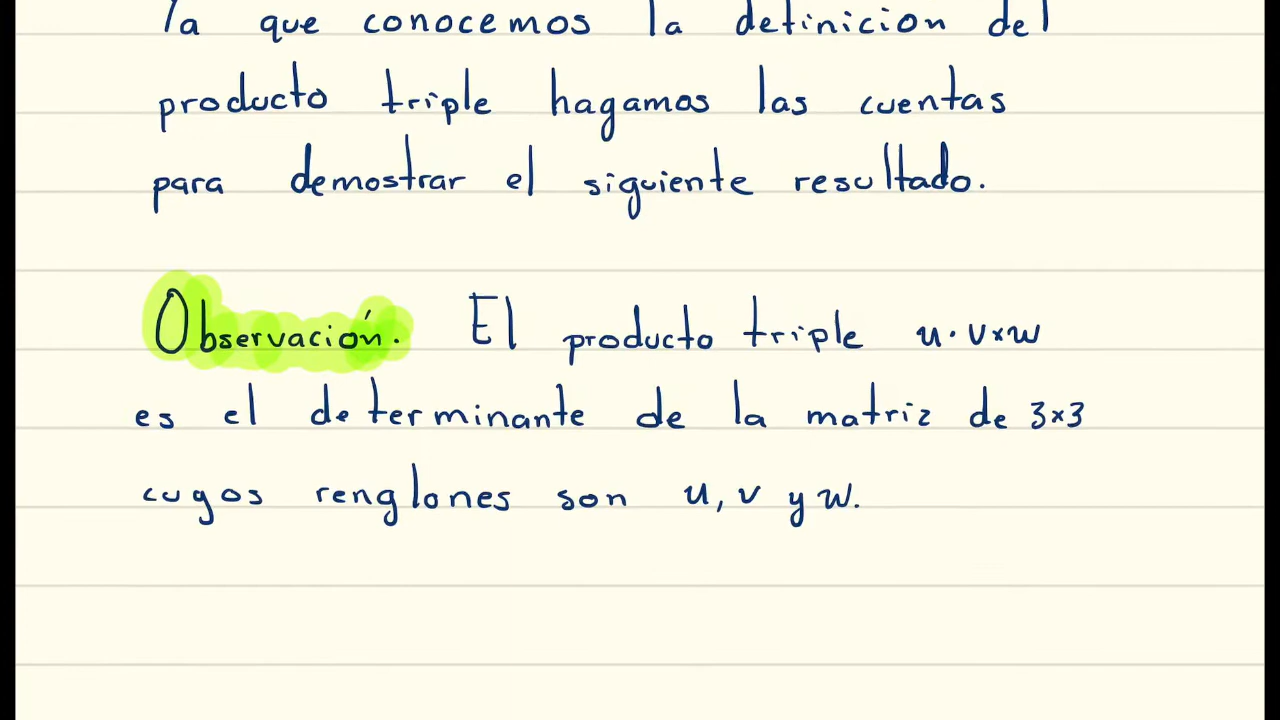 Ya que conocemos la definicion del
producto triple hagamos las cuentas
para demostrar el siguiente resultado.
Observación. El producto triple u · v×w
es el determinante de la matriz de 3×3
cuyos renglones son u, v y w.